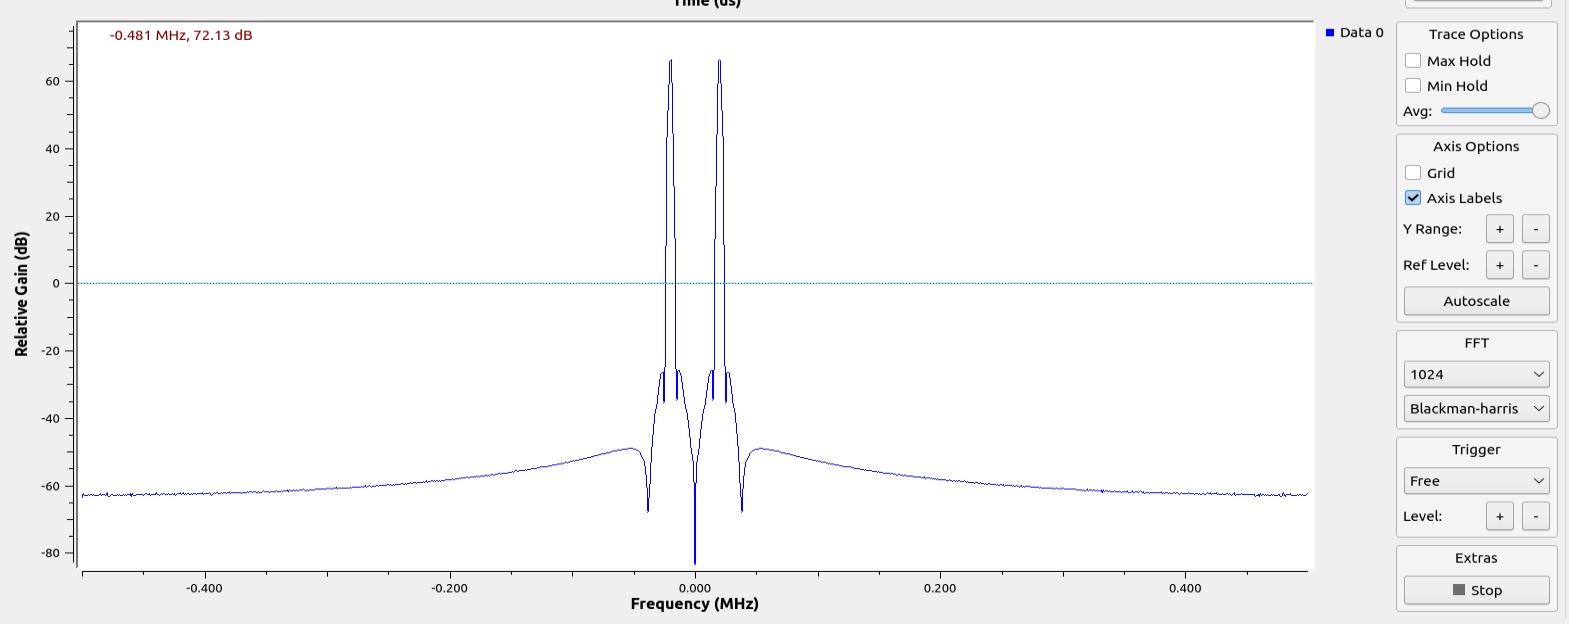 Time (us)
-0.481 MHz, 72.13 dB
Data 0
60
40
20
0
-20
-40
-60
-80
Relative Gain (dB)
-0.400
-0.200
0.000
0.200
0.400
Frequency (MHz)
Trace Options
Max Hold
Min Hold
Avg:
Axis Options
Grid
Axis Labels
Y Range: + -
Ref Level: + -
Autoscale
FFT
1024
Blackman-harris
Trigger
Free
Level: + -
Extras
Stop